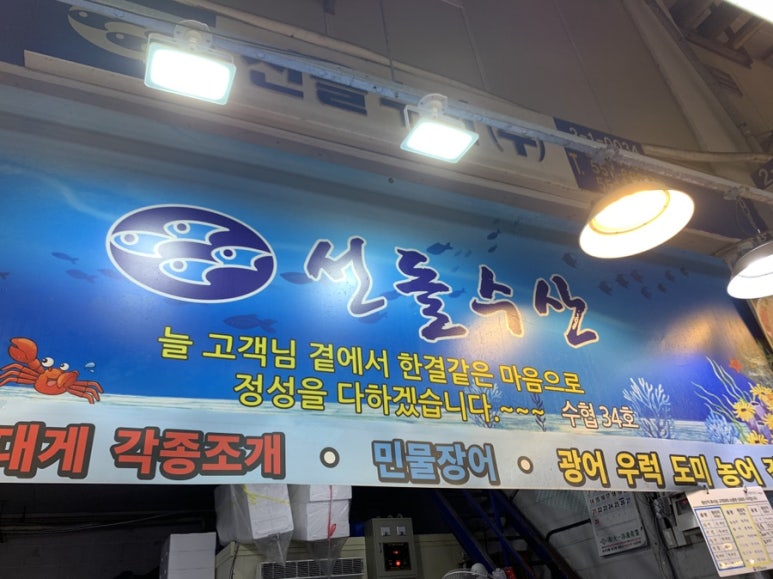 선돌수산
늘 고객님 곁에서 한결같은 마음으로
정성을 다하겠습니다.~~~ 수협 34호
대게 각종조개 • 민물장어 • 광어 우럭 도미 농어